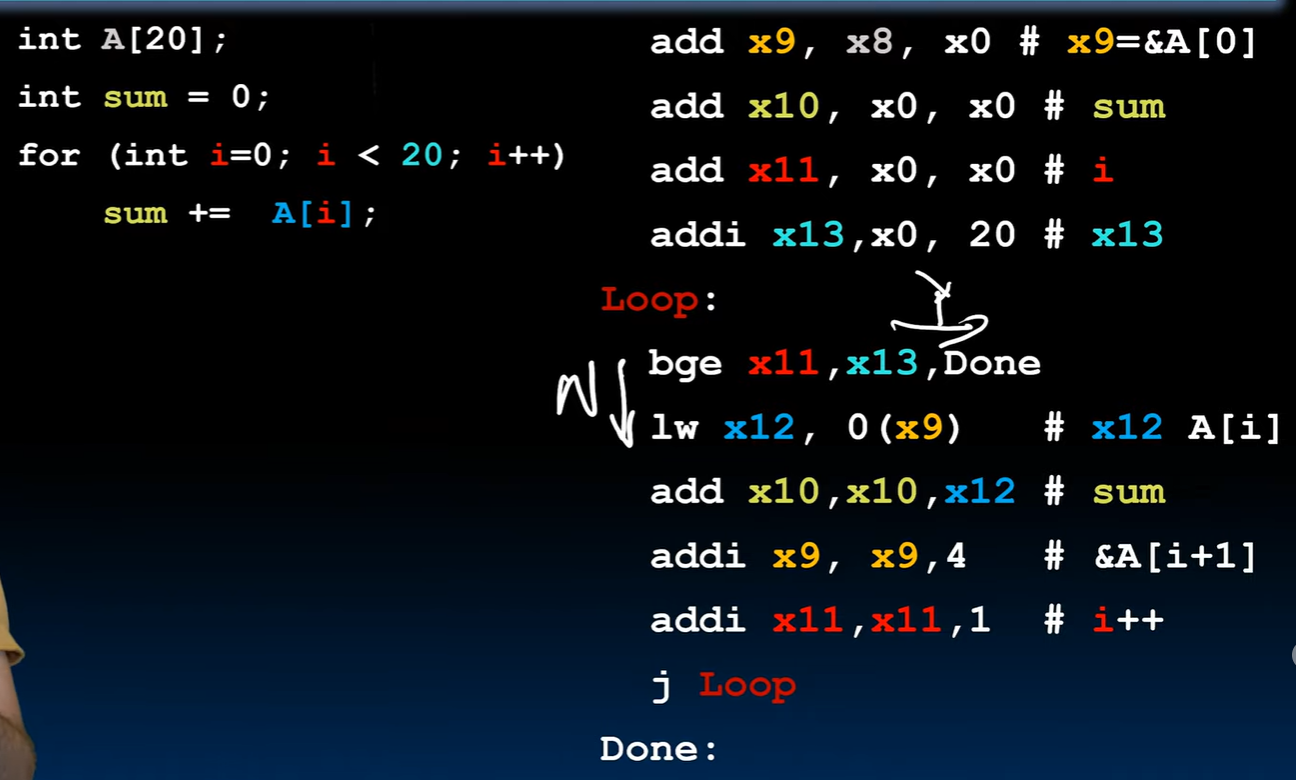 int A[20];
int sum = 0;
for (int i=0; i < 20; i++)
sum += A[i];
add x9, x8, x0 # x9=&A[0]
add x10, x0, x0 # sum
add x11, x0, x0 # i
addi x13,x0, 20 # x13
Loop:
bge x11,x13,Done
N
lw x12, 0(x9) # x12 A[i]
add x10,x10,x12 # sum
addi x9, x9,4 # &A[i+1]
addi x11,x11,1 # i++
j Loop
Done: